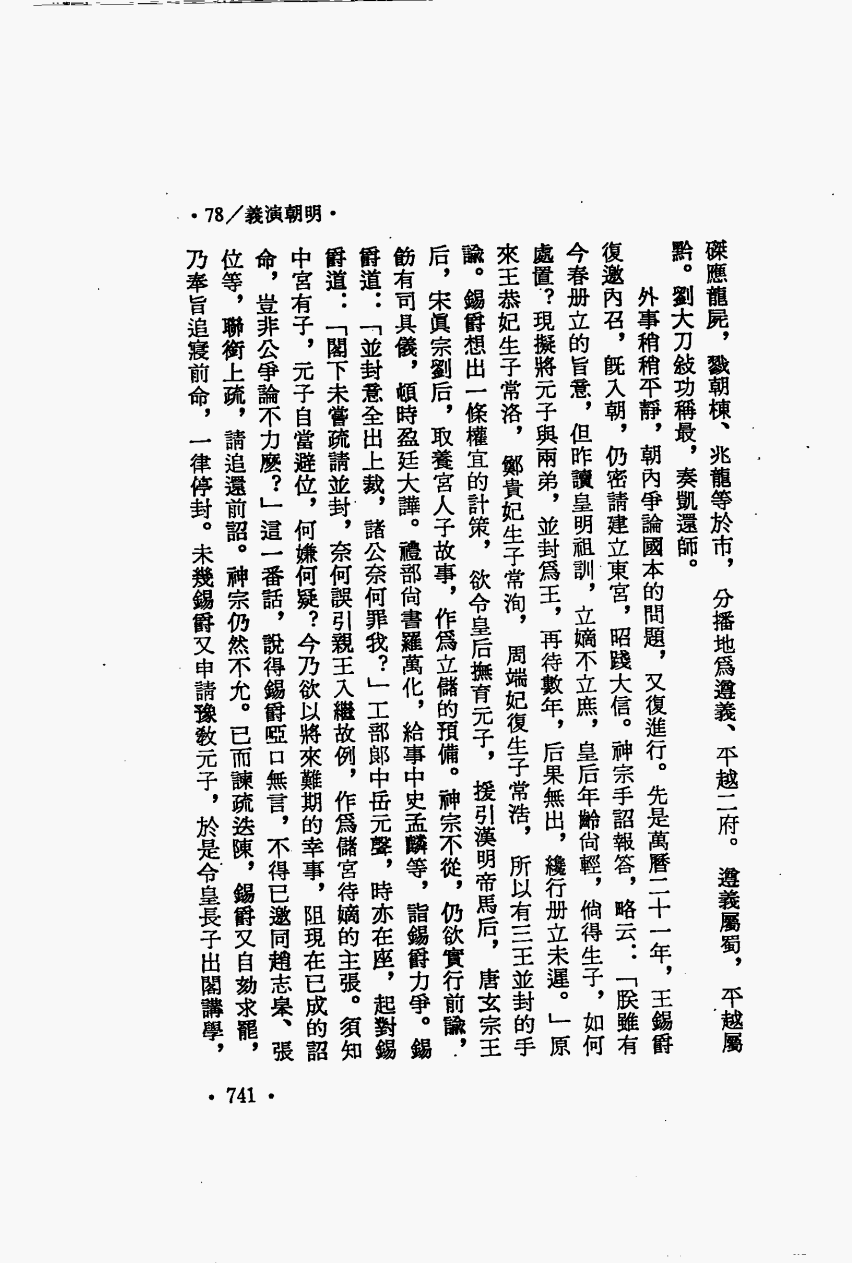 •78／義演朝明•
磔應龍屍，戮朝棟、兆龍等於市，分播地爲遵義、平越二府。遵義屬蜀，平越屬
黔。劉大刀敍功稱最，奏凱還師。
外事稍稍平靜，朝內爭論國本的問題，又復進行。先是萬曆二十一年，王錫爵
復邀內召，旣入朝，仍密請建立東宮，昭踐大信。神宗手詔報答，略云：「朕雖有
今春册立的旨意，但昨讀皇明祖訓，立嫡不立庶，皇后年齡尙輕，倘得生子，如何
處置？現擬將元子與兩弟，並封爲王，再待數年，后果無出，纔行册立未遲。」原
來王恭妃生子常洛，鄭貴妃生子常洵，周端妃復生子常浩，所以有三王並封的手
諭。錫爵想出一條權宜的計策，欲令皇后撫育元子，援引漢明帝馬后，唐玄宗王
后，宋眞宗劉后，取養宮人子故事，作爲立儲的預備。神宗不從，仍欲實行前諭，
飭有司具儀，頓時盈廷大譁。禮部尙書羅萬化，給事中史孟麟等，詣錫爵力爭。錫
爵道：「並封意全出上裁，諸公奈何罪我？」工部郞中岳元聲，時亦在座，起對錫
爵道：「閣下未嘗疏請並封，奈何誤引親王入繼故例，作爲儲宮待嫡的主張。須知
中宮有子，元子自當避位，何嫌何疑？今乃欲以將來難期的幸事，阻現在已成的詔
命，豈非公爭論不力麼？」這一番話，說得錫爵啞口無言，不得已邀同趙志臯、張
位等，聯銜上疏，請追還前詔。神宗仍然不允。已而諫疏迭陳，錫爵又自劾求罷，
乃奉旨追寢前命，一律停封。未幾錫爵又申請豫敎元子，於是令皇長子出閣講學，
•741•